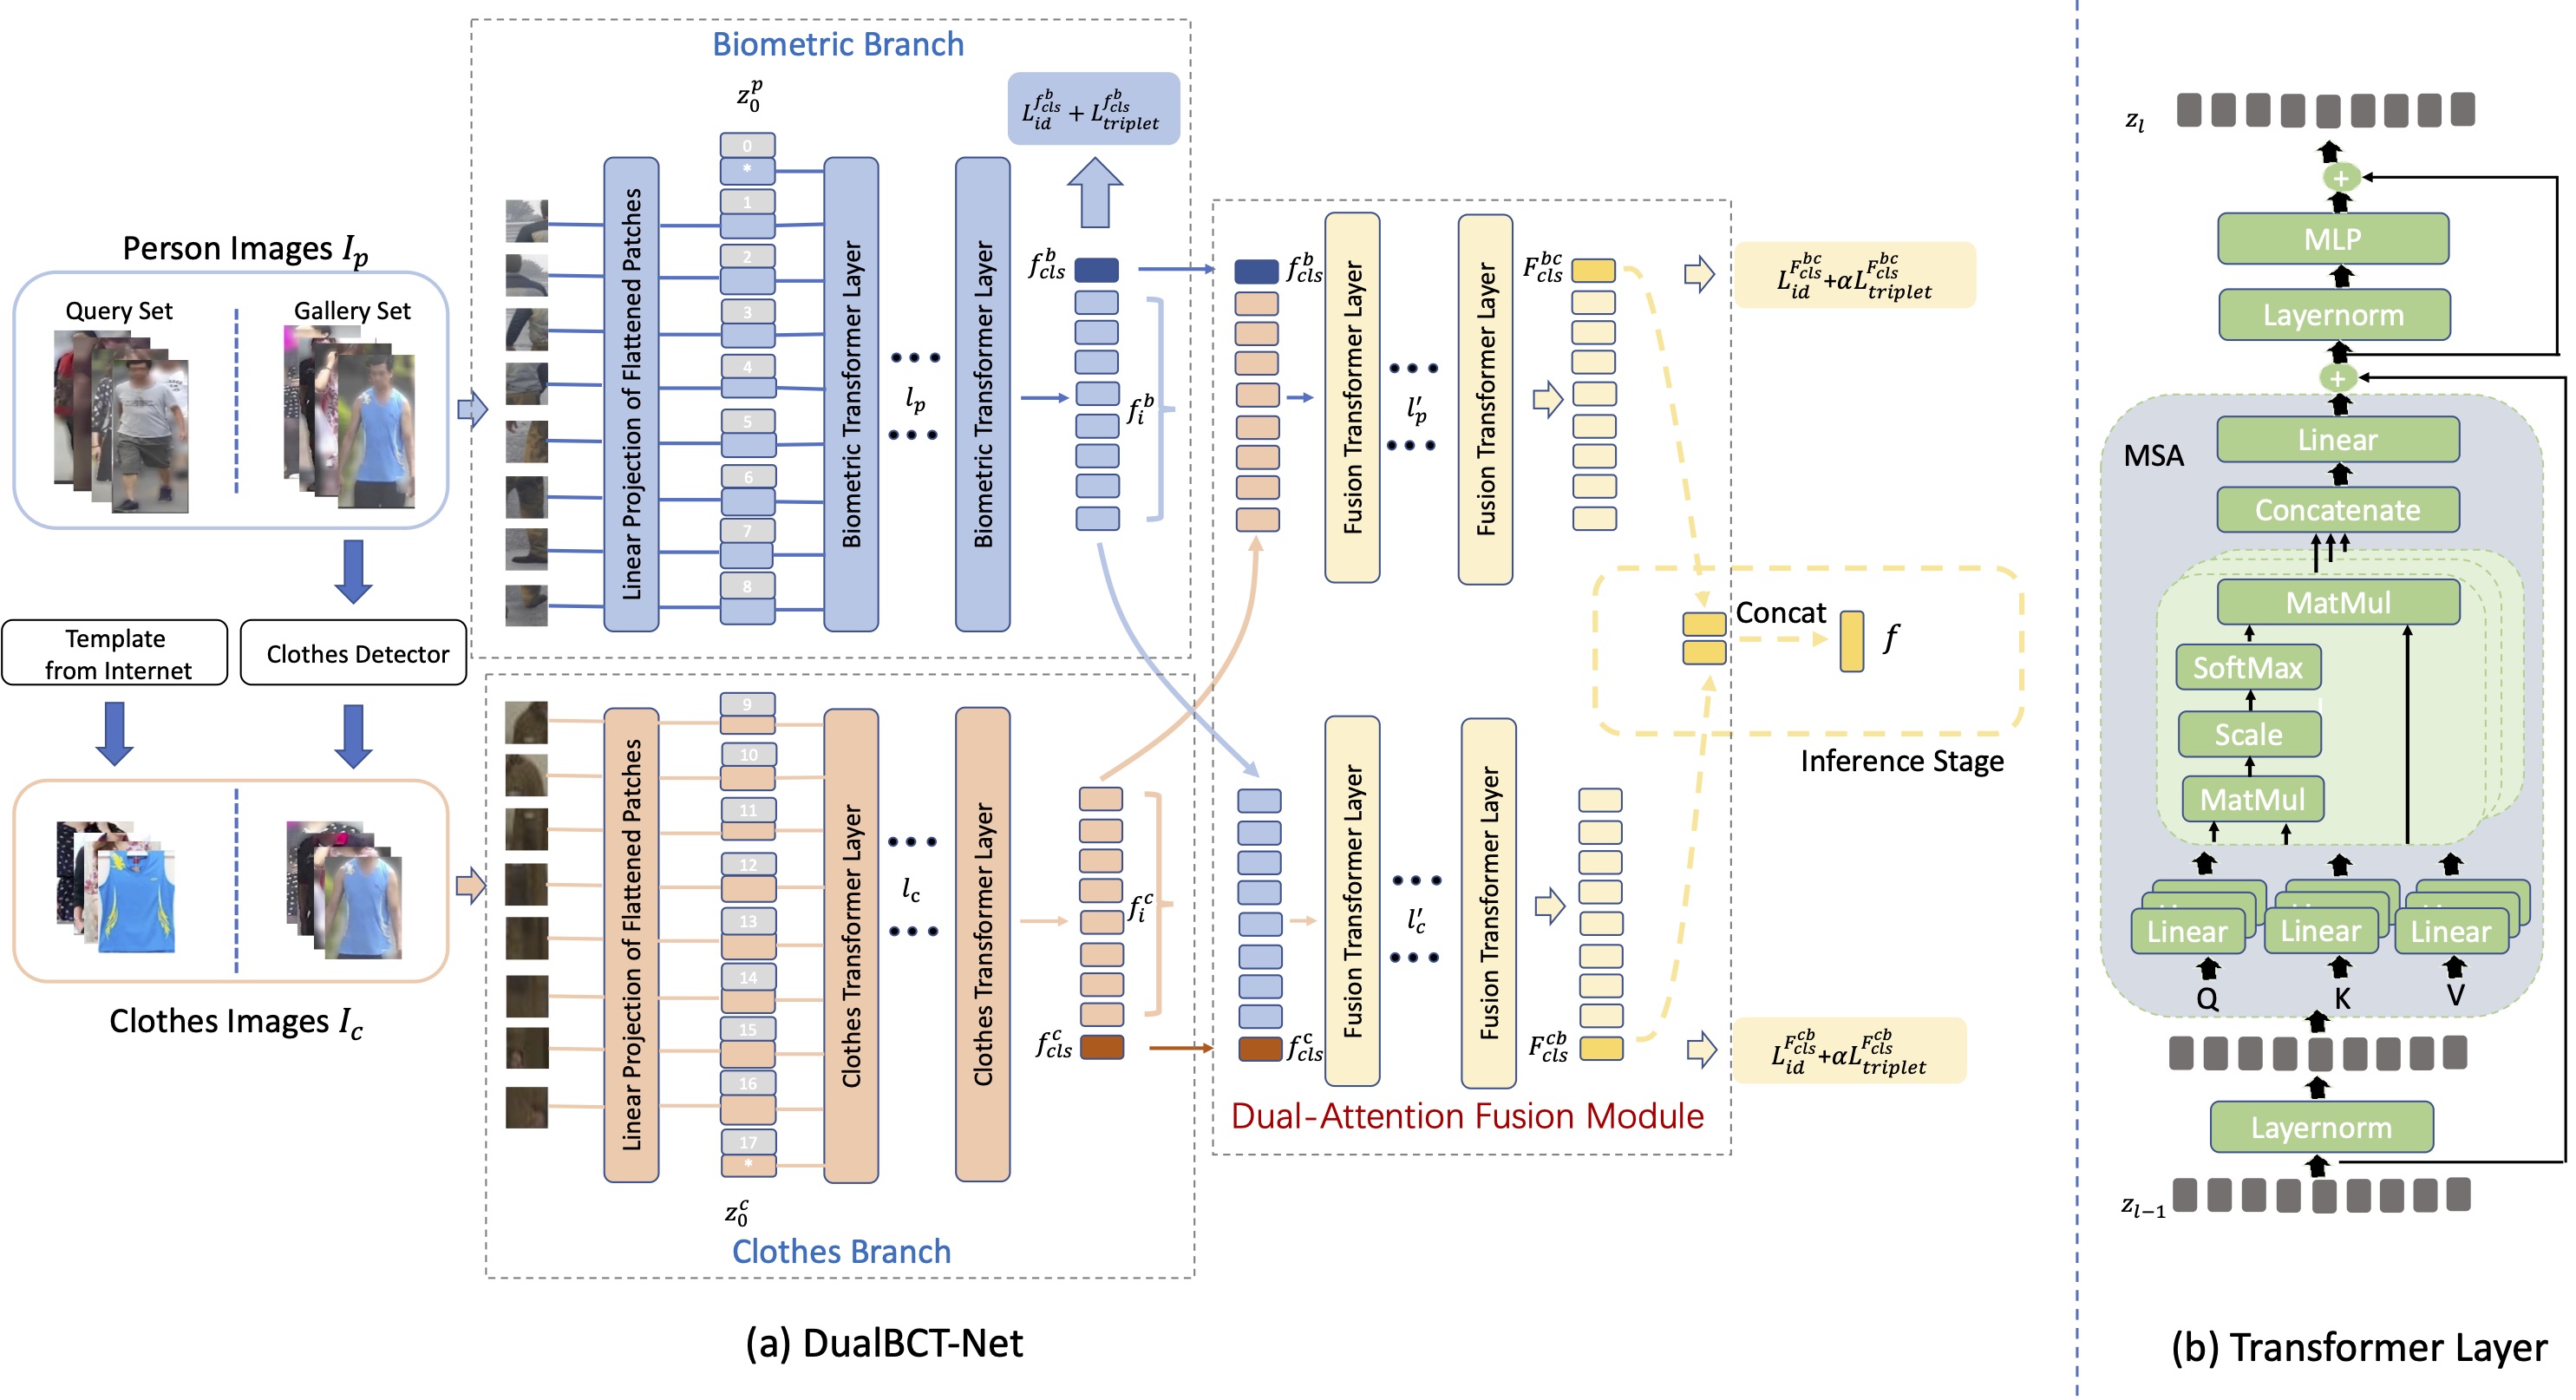 Biometric Branch
z_0^p
L_{id}^{f_{cls}^b} + L_{triplet}^{f_{cls}^b}
Person Images I_p
Query Set
Gallery Set
Template
from Internet
Clothes Detector
Clothes Images I_c
Linear Projection of Flattened Patches
0
*
1
2
3
4
5
6
7
8
Biometric Transformer Layer
l_p
Biometric Transformer Layer
f_{cls}^b
f_i^b
Linear Projection of Flattened Patches
9
10
11
12
13
14
15
16
17
*
z_0^c
Clothes Transformer Layer
l_c
Clothes Transformer Layer
f_i^c
f_{cls}^c
Clothes Branch
f_{cls}^b
Fusion Transformer Layer
l'_p
Fusion Transformer Layer
F_{cls}^{bc}
L_{id}^{F_{cls}^{bc}}+αL_{triplet}^{F_{cls}^{bc}}
Concat
f
Inference Stage
f_{cls}^c
Fusion Transformer Layer
l'_c
Fusion Transformer Layer
F_{cls}^{cb}
L_{id}^{F_{cls}^{cb}}+αL_{triplet}^{F_{cls}^{cb}}
Dual-Attention Fusion Module
(a) DualBCT-Net
z_l
+
MLP
Layernorm
+
MSA
Linear
Concatenate
MatMul
SoftMax
Scale
MatMul
Linear
Linear
Linear
Q
K
V
Layernorm
z_{l-1}
(b) Transformer Layer